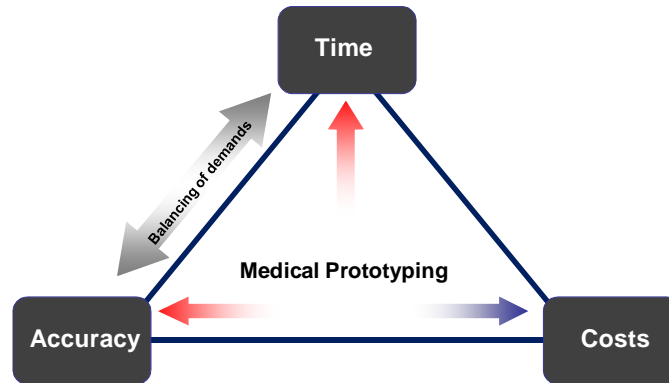 Time
Balancing of demands
Medical Prototyping
Accuracy
Costs